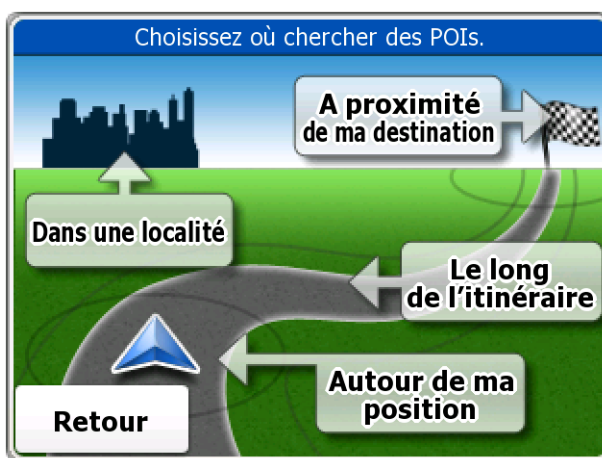 Choisissez où chercher des POIs.
A proximité
de ma destination
Dans une localité
Le long
de l'itinéraire
Autour de ma
position
Retour